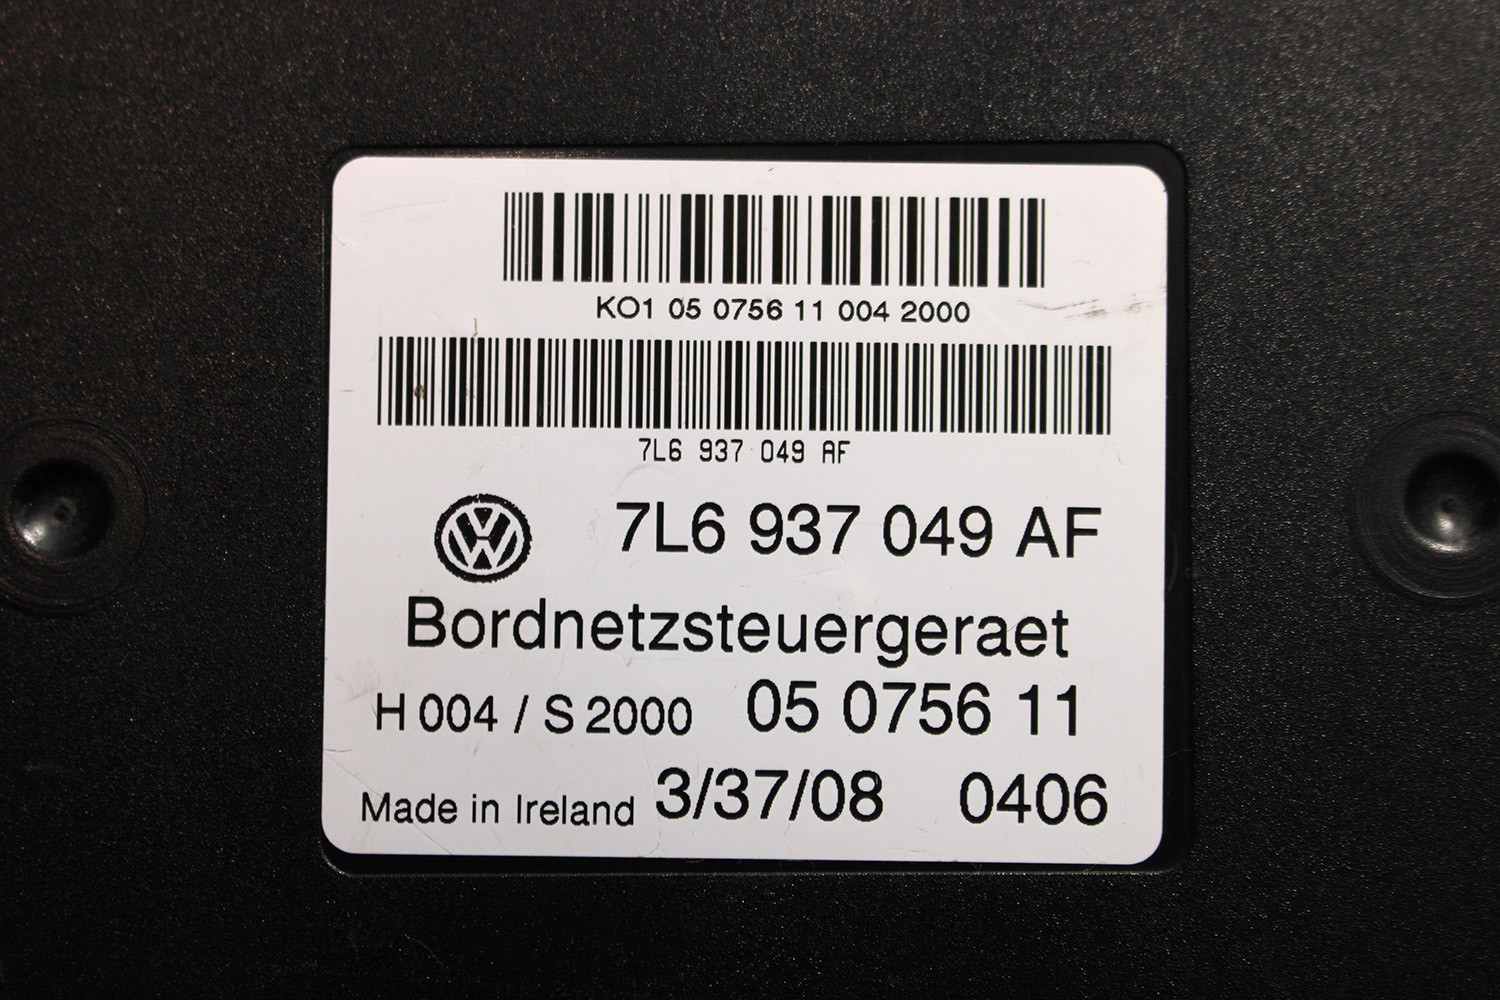 KO1 05 0756 11 004 2000
7L6 937 049 AF
7L6 937 049 AF
Bordnetzsteuergeraet
H 004 / S 2000 05 0756 11
Made in Ireland 3/37/08 0406